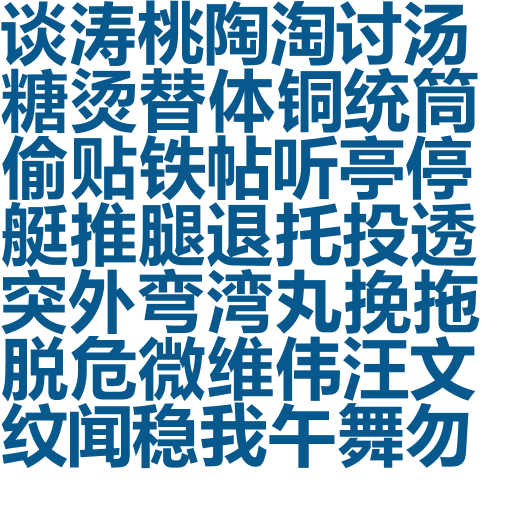 谈涛桃陶淘讨汤
糖烫替体铜统筒
偷贴铁帖听亭停
艇推腿退托投透
突外弯湾丸挽拖
脱危微维伟汪文
纹闻稳我午舞勿